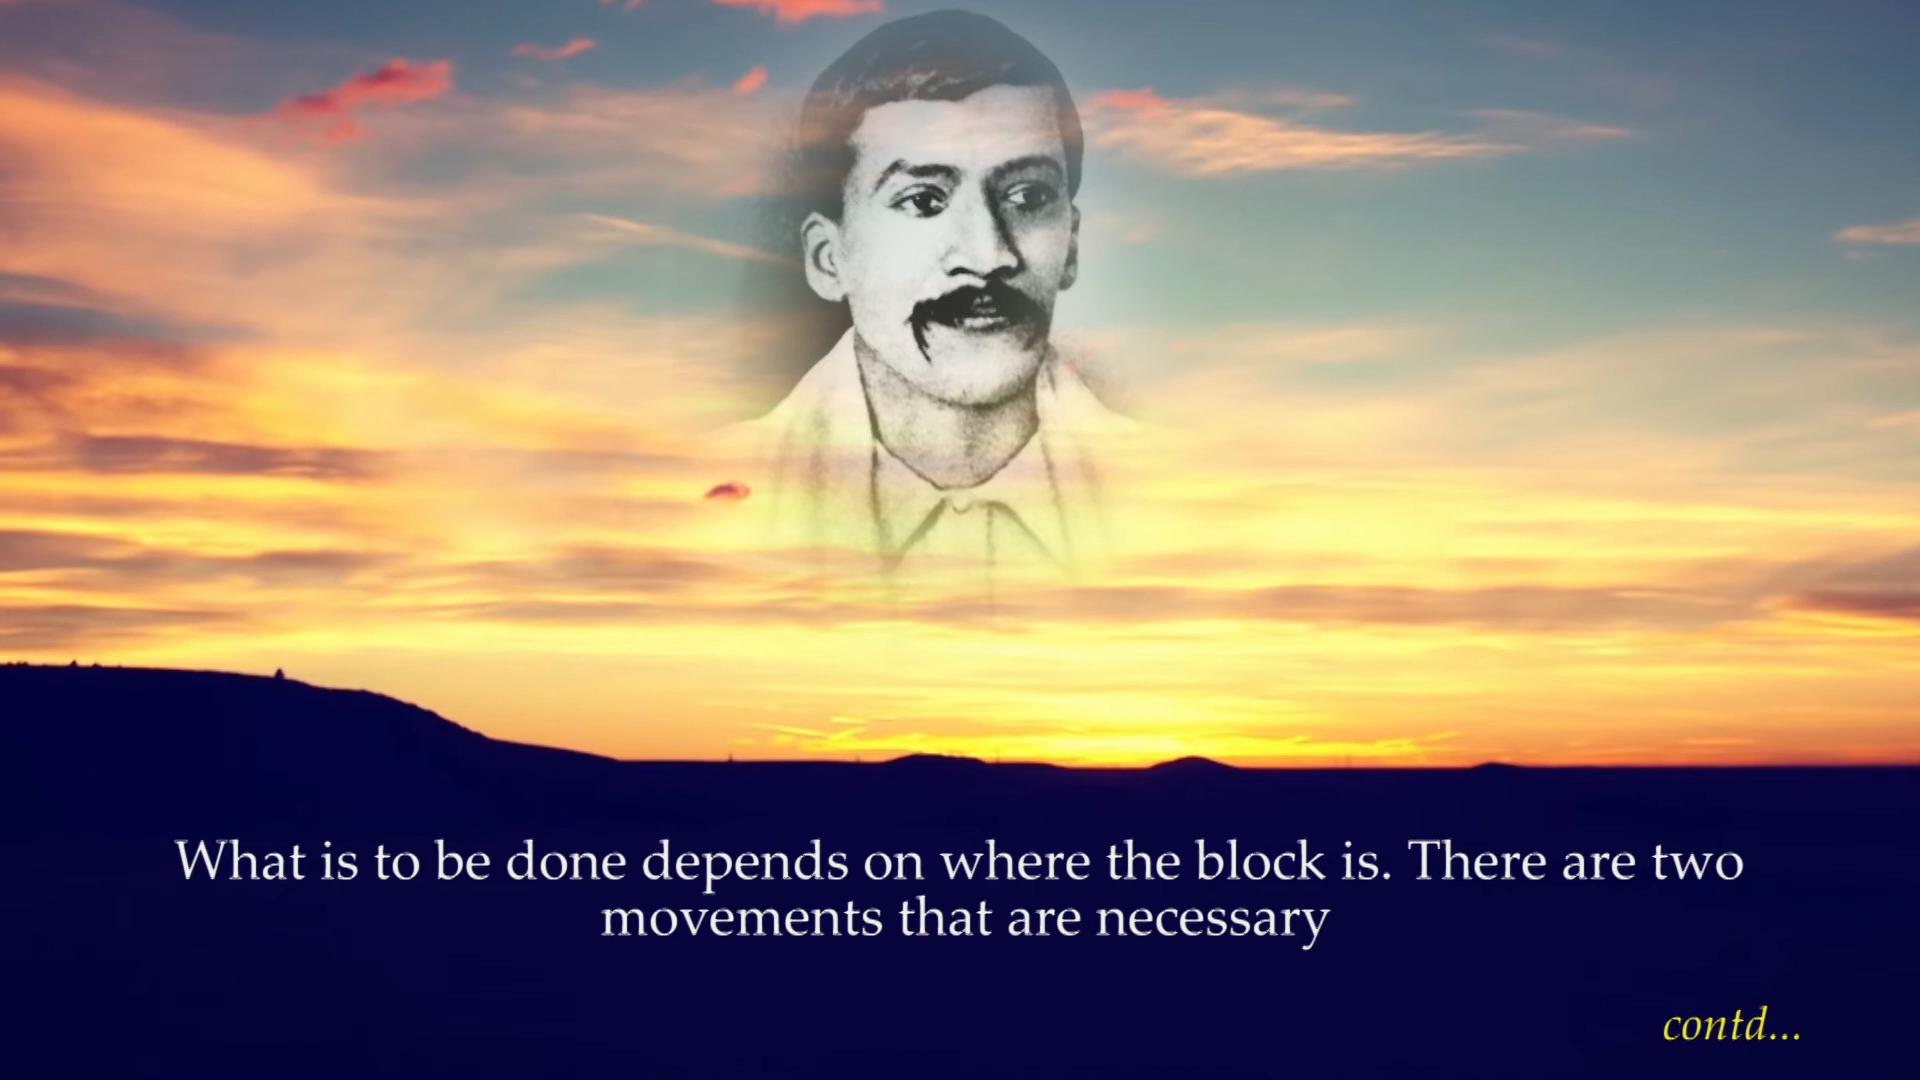 What is to be done depends on where the block is. There are two
movements that are necessary
contd...